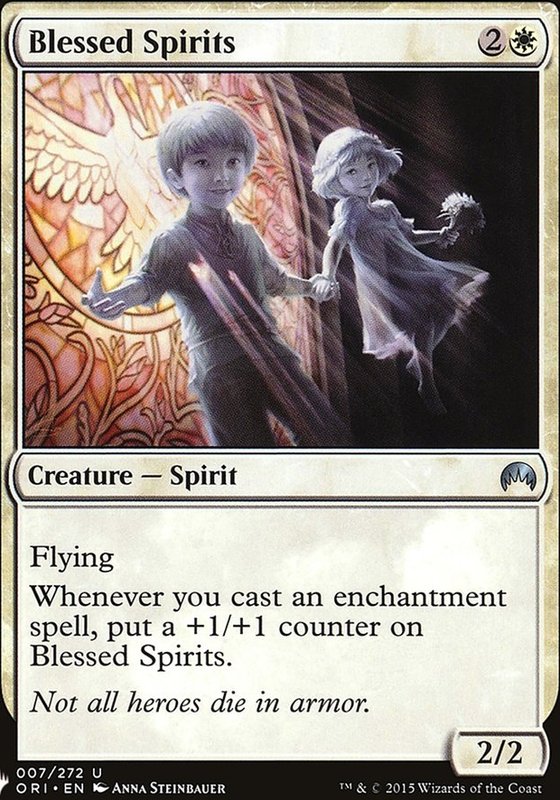 Blessed Spirits 2
Creature — Spirit
Flying
Whenever you cast an enchantment
spell, put a +1/+1 counter on
Blessed Spirits.
Not all heroes die in armor.
2/2
007/272 U
ORI • EN Anna Steinbauer
™ & © 2015 Wizards of the Coast